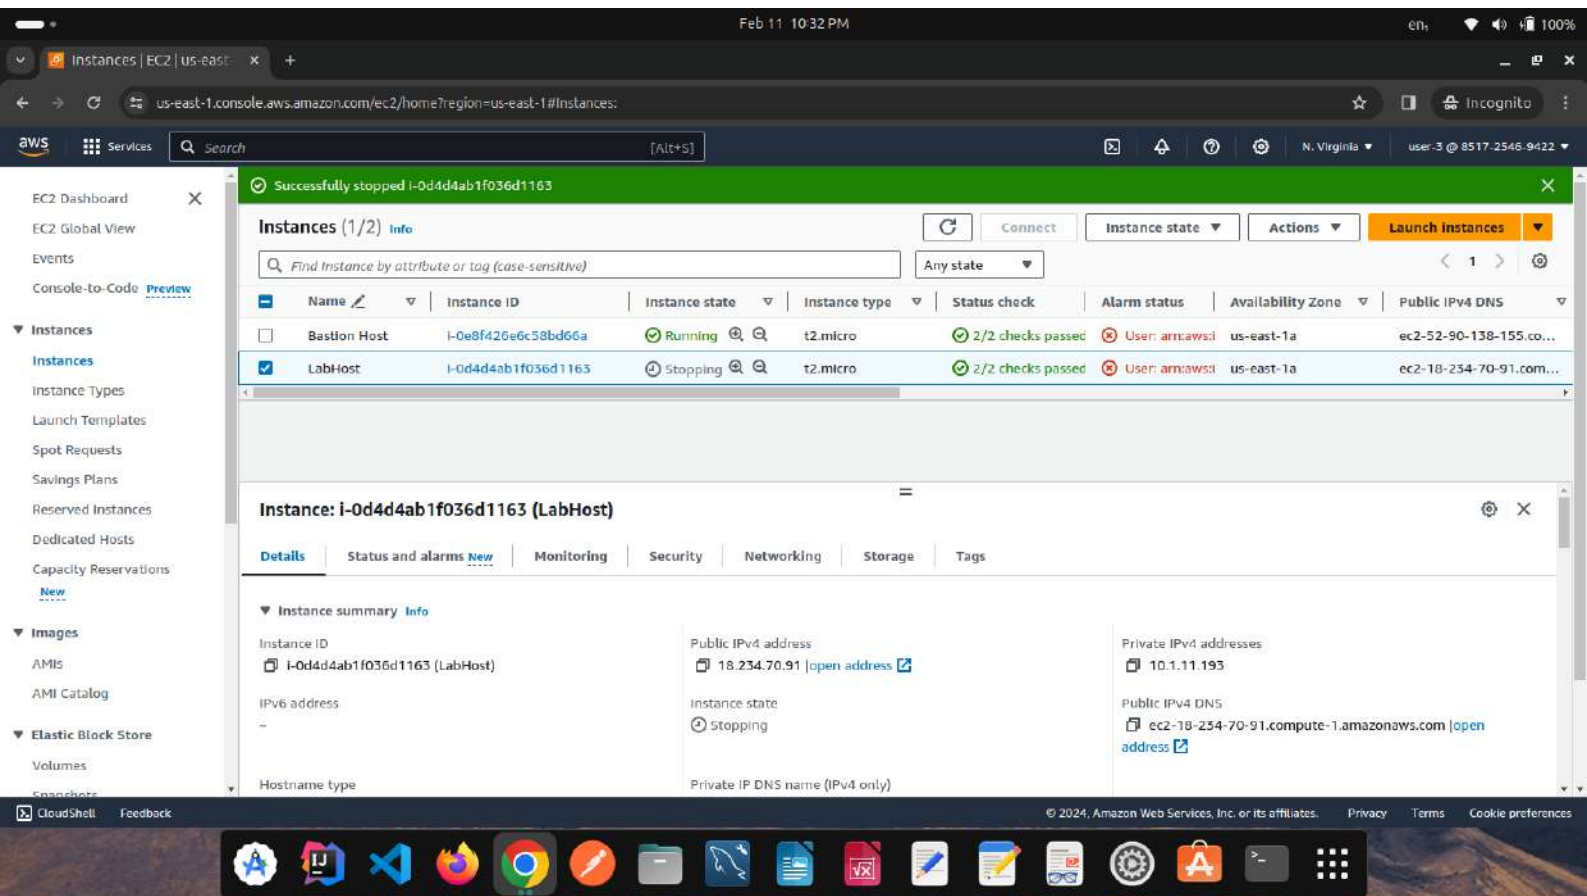 Feb 11 10:32 PM
en₁
100%
Instances | EC2 | us-east
us-east-1.console.aws.amazon.com/ec2/home?region=us-east-1#Instances:
Incognito
aws
Services
Search
[Alt+S]
N. Virginia
user-3 @ 8517-2546-9422
EC2 Dashboard
EC2 Global View
Events
Console-to-Code Preview
Instances
Instances
Instance Types
Launch Templates
Spot Requests
Savings Plans
Reserved Instances
Dedicated Hosts
Capacity Reservations
New
Images
AMIs
AMI Catalog
Elastic Block Store
Volumes
Snapshots
Successfully stopped i-0d4d4ab1f036d1163
Instances (1/2) Info
Connect
Instance state
Actions
Launch instances
Find Instance by attribute or tag (case-sensitive)
Any state
1
Name Instance ID Instance state Instance type Status check Alarm status Availability Zone Public IPv4 DNS
Bastion Host i-0e8f426e6c58bd66a Running t2.micro 2/2 checks passed User: arn:aws:i us-east-1a ec2-52-90-138-155.co...
LabHost i-0d4d4ab1f036d1163 Stopping t2.micro 2/2 checks passed User: arn:aws:i us-east-1a ec2-18-234-70-91.com...
Instance: i-0d4d4ab1f036d1163 (LabHost)
Details Status and alarms New Monitoring Security Networking Storage Tags
Instance summary Info
Instance ID
i-0d4d4ab1f036d1163 (LabHost)
Public IPv4 address
18.234.70.91 |open address
Private IPv4 addresses
10.1.11.193
IPv6 address
–
Instance state
Stopping
Public IPv4 DNS
ec2-18-234-70-91.compute-1.amazonaws.com |open
address
Hostname type
Private IP DNS name (IPv4 only)
CloudShell Feedback
© 2024, Amazon Web Services, Inc. or its affiliates. Privacy Terms Cookie preferences